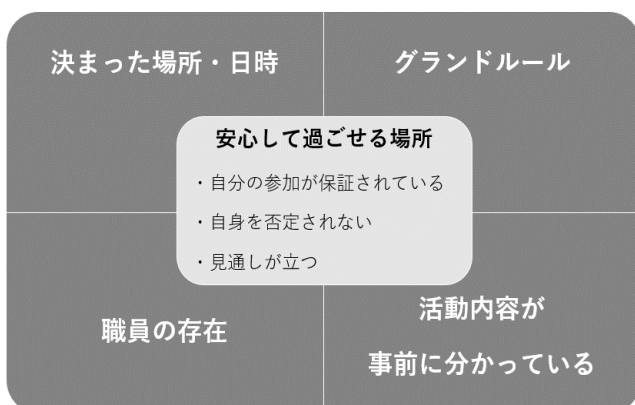 決まった場所・日時
グランドルール
安心して過ごせる場所
・自分の参加が保証されている
・自身を否定されない
・見通しが立つ
職員の存在
活動内容が
事前に分かっている